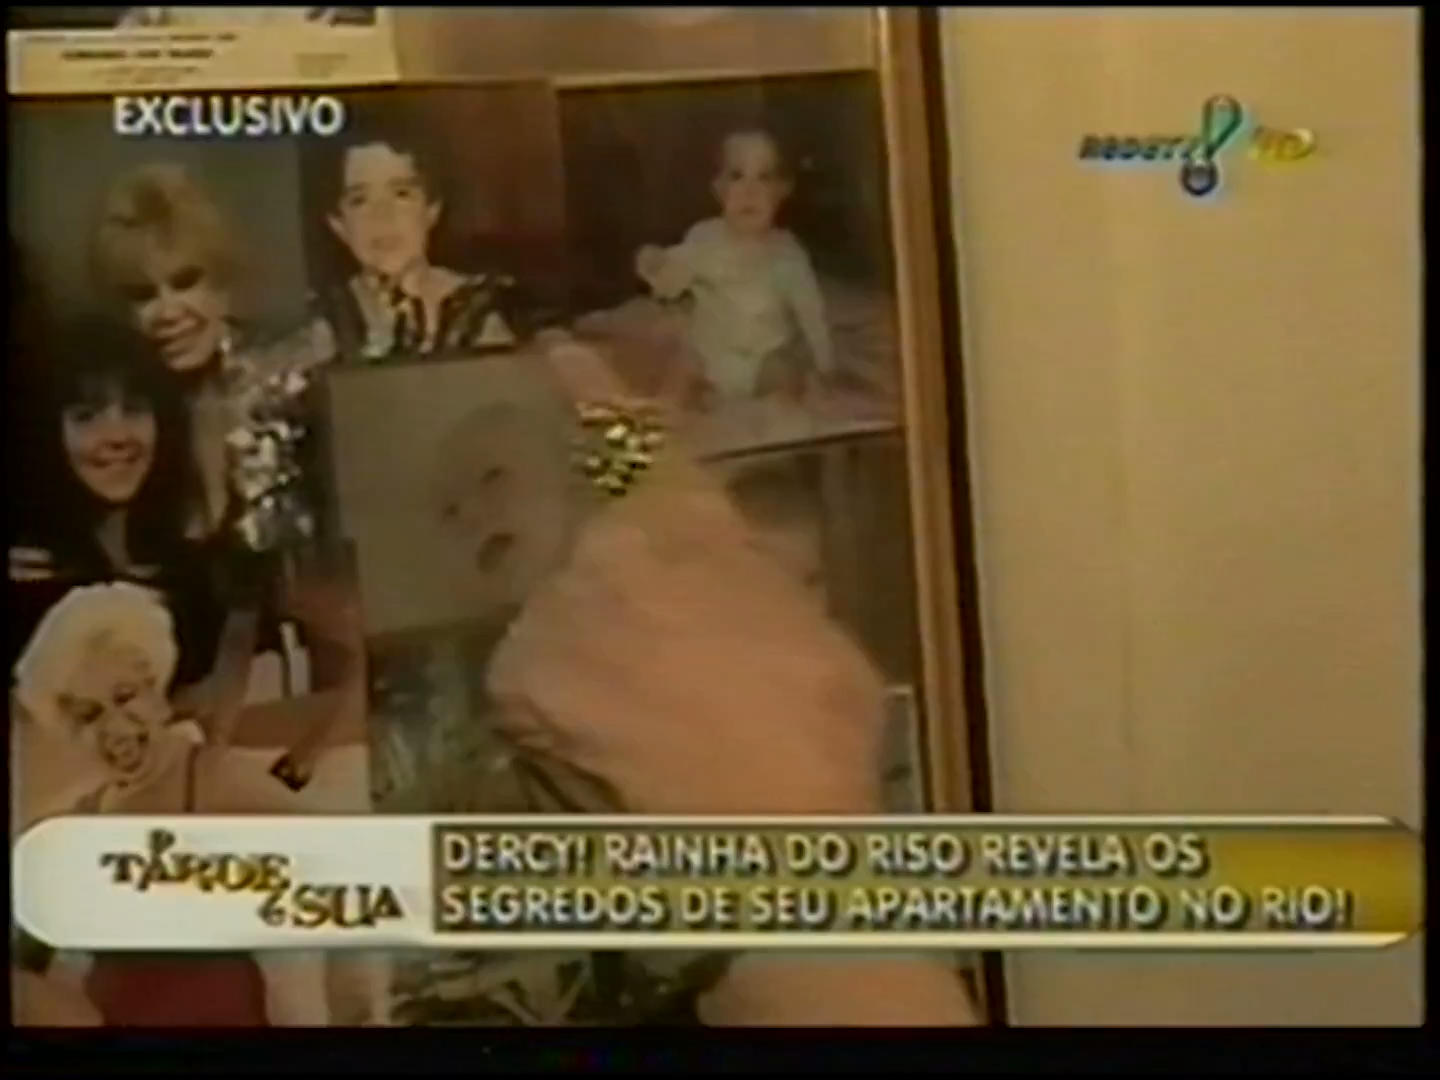 EXCLUSIVO
A TARDE
É SUA
DERCY! RAINHA DO RISO REVELA OS
SEGREDOS DE SEU APARTAMENTO NO RIO!